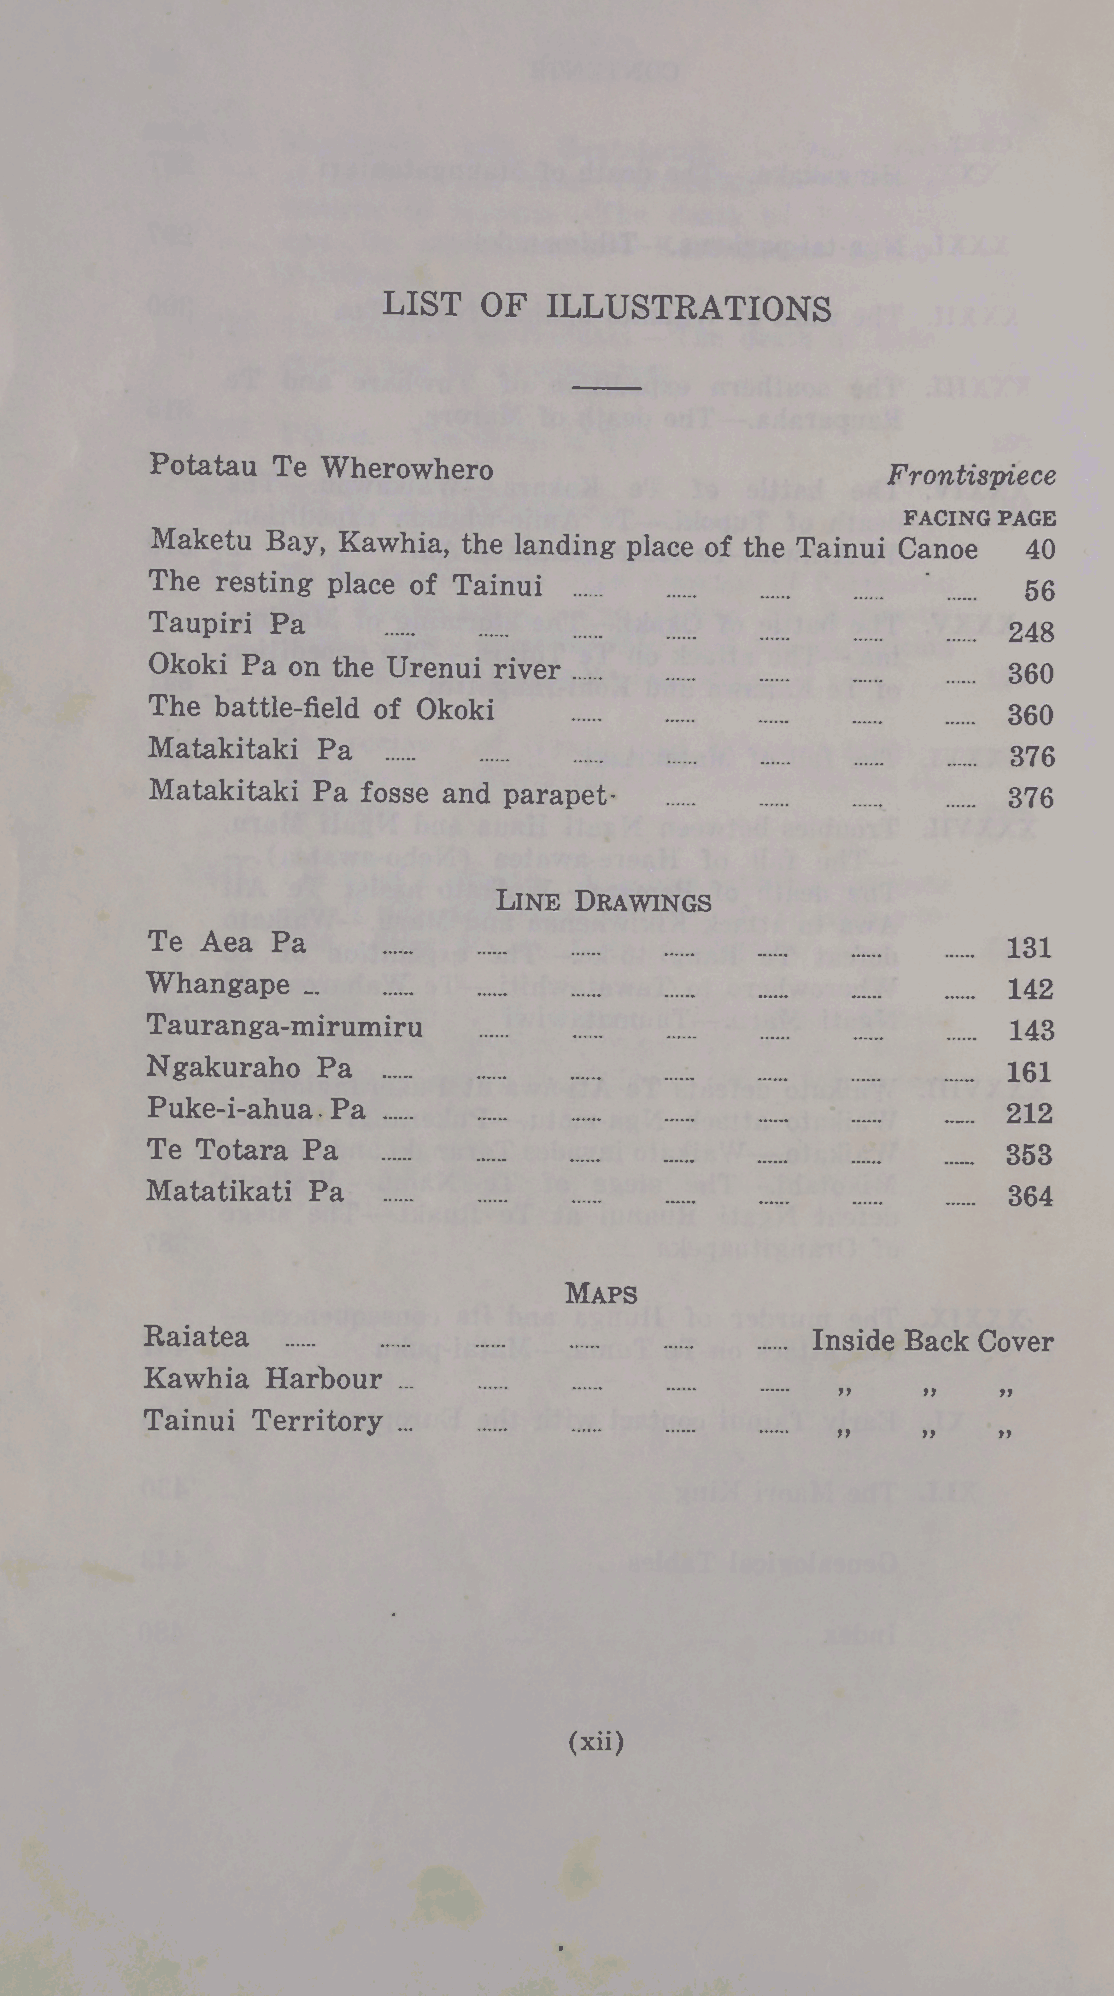 LIST OF ILLUSTRATIONS
Potatau Te Wherowhero Frontispiece
FACING PAGE
Maketu Bay, Kawhia, the landing place of the Tainui Canoe 40
The resting place of Tainui ...... ...... ...... ...... ...... 56
Taupiri Pa ...... ...... ...... ...... ...... ...... ...... 248
Okoki Pa on the Urenui river ...... ...... ...... ...... ...... 360
The battle-field of Okoki ...... ...... ...... ...... ...... 360
Matakitaki Pa ...... ...... ...... ...... ...... ...... ...... 376
Matakitaki Pa fosse and parapet ...... ...... ...... ...... 376
LINE DRAWINGS
Te Aea Pa ...... ...... ...... ...... ...... ...... ...... 131
Whangape ... ...... ...... ...... ...... ...... ...... ...... 142
Tauranga-mirumiru ...... ...... ...... ...... ...... ...... 143
Ngakuraho Pa ...... ...... ...... ...... ...... ...... ...... 161
Puke-i-ahua Pa ...... ...... ...... ...... ...... ...... ...... 212
Te Totara Pa ...... ...... ...... ...... ...... ...... ...... 353
Matatikati Pa ...... ...... ...... ...... ...... ...... ...... 364
MAPS
Raiatea ...... ...... ...... ...... ...... ...... Inside Back Cover
Kawhia Harbour ... ...... ...... ...... ...... „ „ „
Tainui Territory ... ...... ...... ...... ...... „ „ „
(xii)